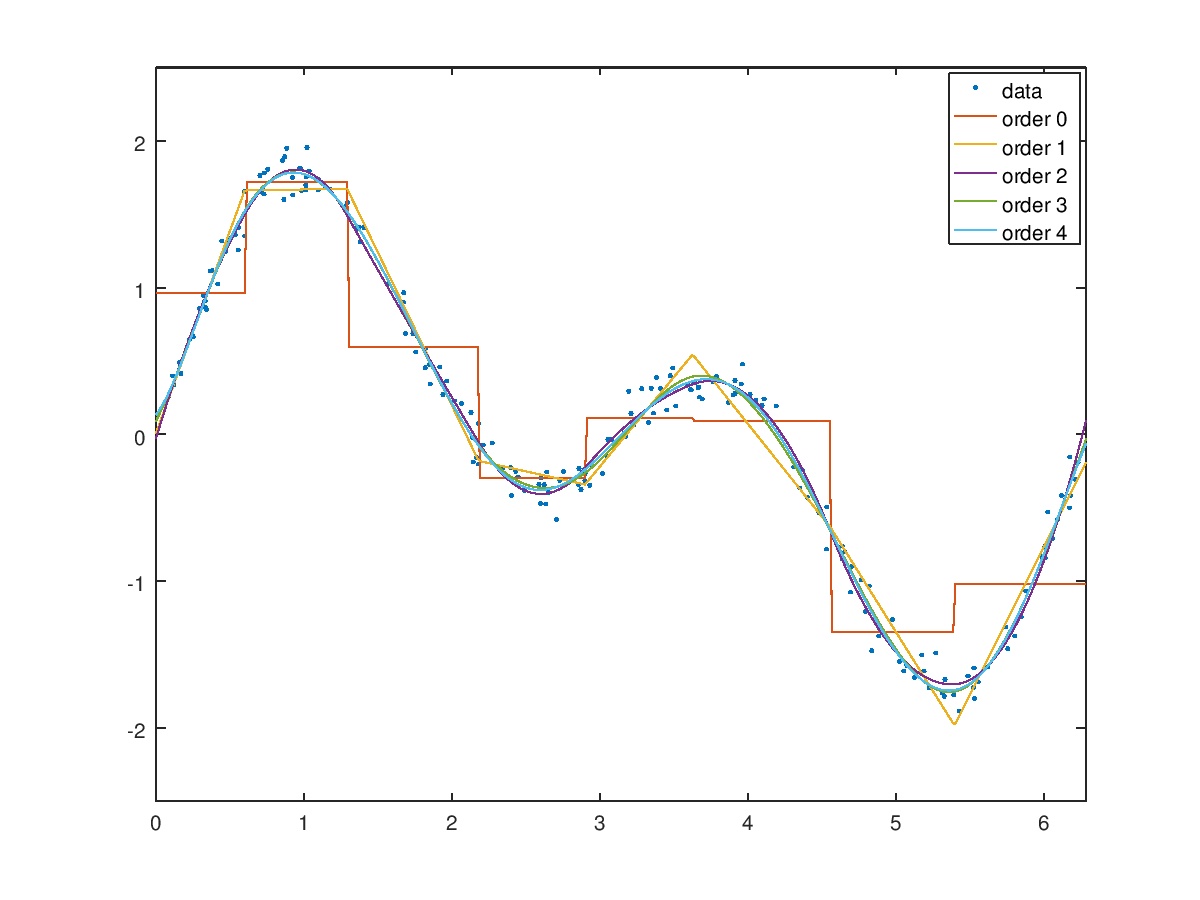 data
order 0
order 1
order 2
order 3
order 4
2
1
0
-1
-2
0 1 2 3 4 5 6